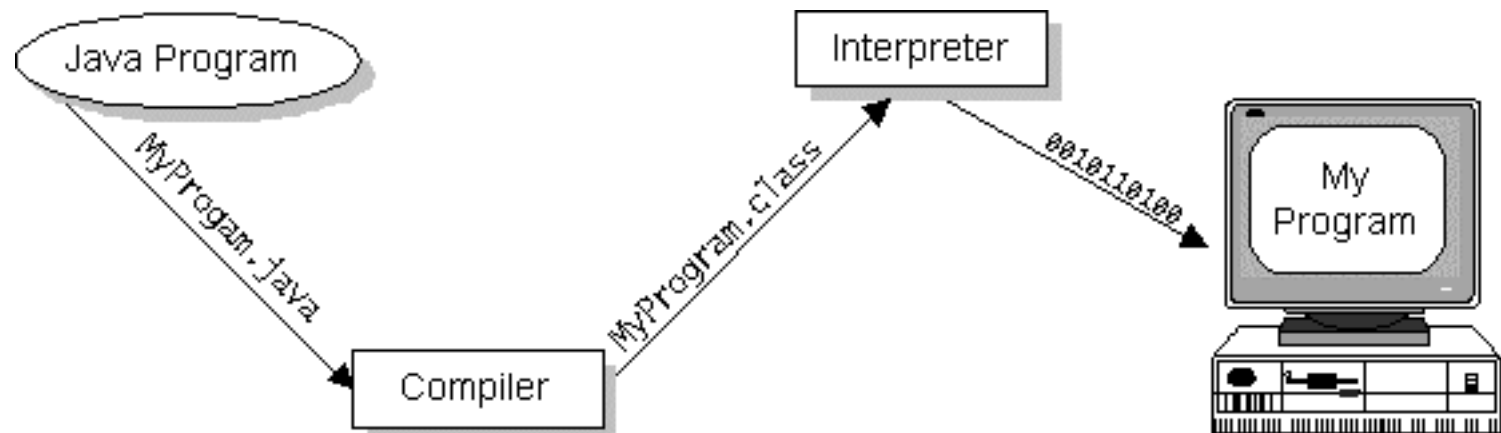 Java Program
MyProgam.java
Compiler
MyProgram.class
Interpreter
0010110100
My
Program